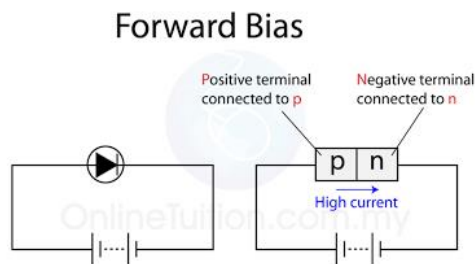 Forward Bias
Positive terminal
connected to p
Negative terminal
connected to n
p n
High current
OnlineTuition.com.my